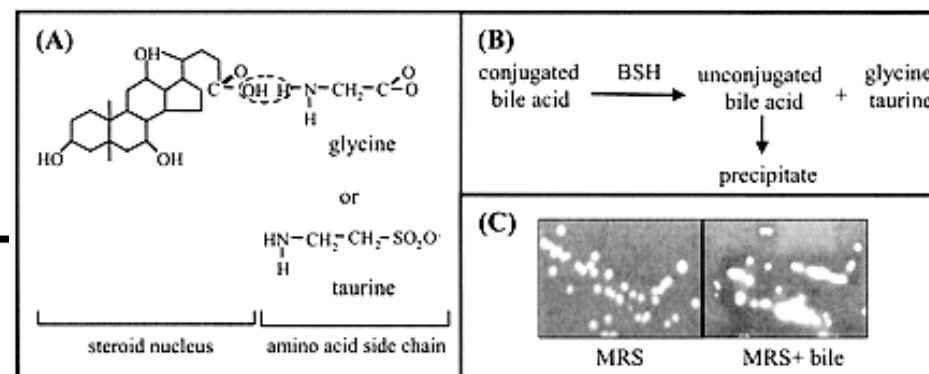 (A)
OH
C
O
OH H
N
CH₂
C
O
O
H
HO
OH
glycine
or
HN-CH₂-CH₂-SO₂O⁻
H
taurine
steroid nucleus
amino acid side chain
(B)
conjugated
bile acid
BSH
unconjugated
bile acid
+
glycine
taurine
precipitate
(C)
MRS
MRS+ bile